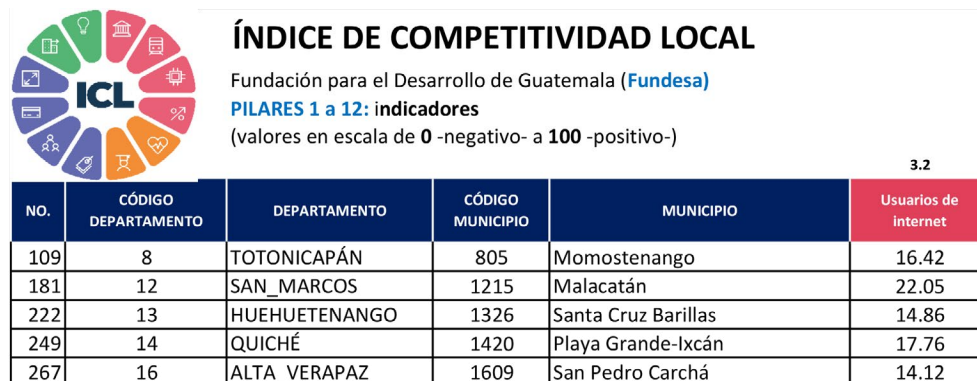 ICL
ÍNDICE DE COMPETITIVIDAD LOCAL
Fundación para el Desarrollo de Guatemala (Fundesa)
PILARES 1 a 12: indicadores
(valores en escala de 0 -negativo- a 100 -positivo-)
3.2
NO. CÓDIGO DEPARTAMENTO DEPARTAMENTO CÓDIGO MUNICIPIO MUNICIPIO Usuarios de internet
109 8 TOTONICAPÁN 805 Momostenango 16.42
181 12 SAN_MARCOS 1215 Malacatán 22.05
222 13 HUEHUETENANGO 1326 Santa Cruz Barillas 14.86
249 14 QUICHÉ 1420 Playa Grande-Ixcán 17.76
267 16 ALTA_VERAPAZ 1609 San Pedro Carchá 14.12